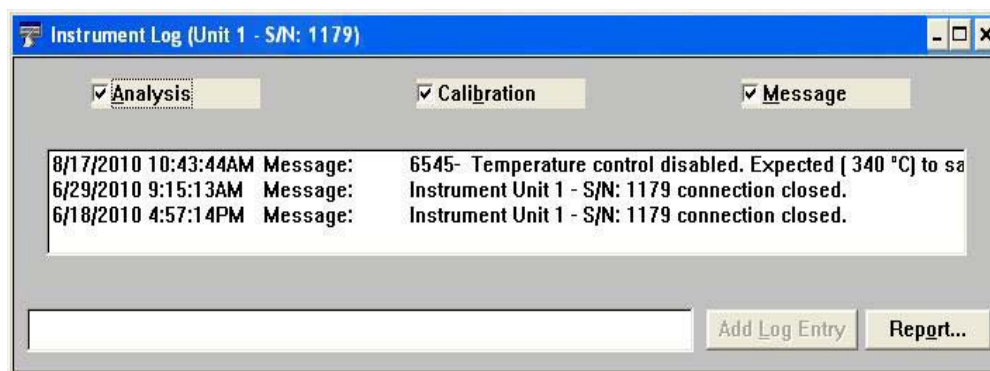 Instrument Log (Unit 1 - S/N: 1179)
Analysis Calibration Message
8/17/2010 10:43:44AM Message: 6545- Temperature control disabled. Expected ( 340 °C) to sa
6/29/2010 9:15:13AM Message: Instrument Unit 1 - S/N: 1179 connection closed.
6/18/2010 4:57:14PM Message: Instrument Unit 1 - S/N: 1179 connection closed.
Add Log Entry Report...